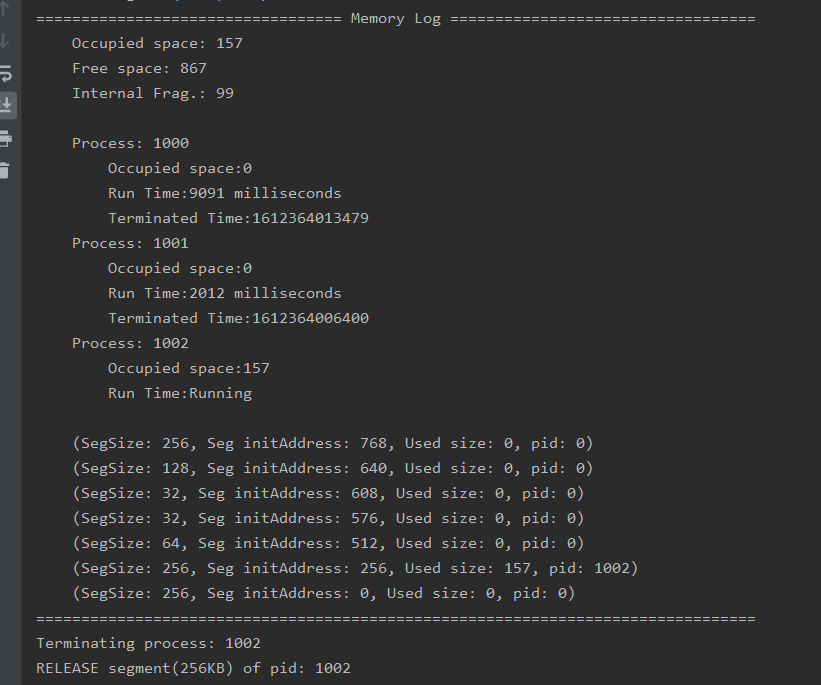 ================================== Memory Log ==================================
Occupied space: 157
Free space: 867
Internal Frag.: 99
Process: 1000
Occupied space:0
Run Time:9091 milliseconds
Terminated Time:1612364013479
Process: 1001
Occupied space:0
Run Time:2012 milliseconds
Terminated Time:1612364006400
Process: 1002
Occupied space:157
Run Time:Running
(SegSize: 256, Seg initAddress: 768, Used size: 0, pid: 0)
(SegSize: 128, Seg initAddress: 640, Used size: 0, pid: 0)
(SegSize: 32, Seg initAddress: 608, Used size: 0, pid: 0)
(SegSize: 32, Seg initAddress: 576, Used size: 0, pid: 0)
(SegSize: 64, Seg initAddress: 512, Used size: 0, pid: 0)
(SegSize: 256, Seg initAddress: 256, Used size: 157, pid: 1002)
(SegSize: 256, Seg initAddress: 0, Used size: 0, pid: 0)
================================================================================
Terminating process: 1002
RELEASE segment(256KB) of pid: 1002